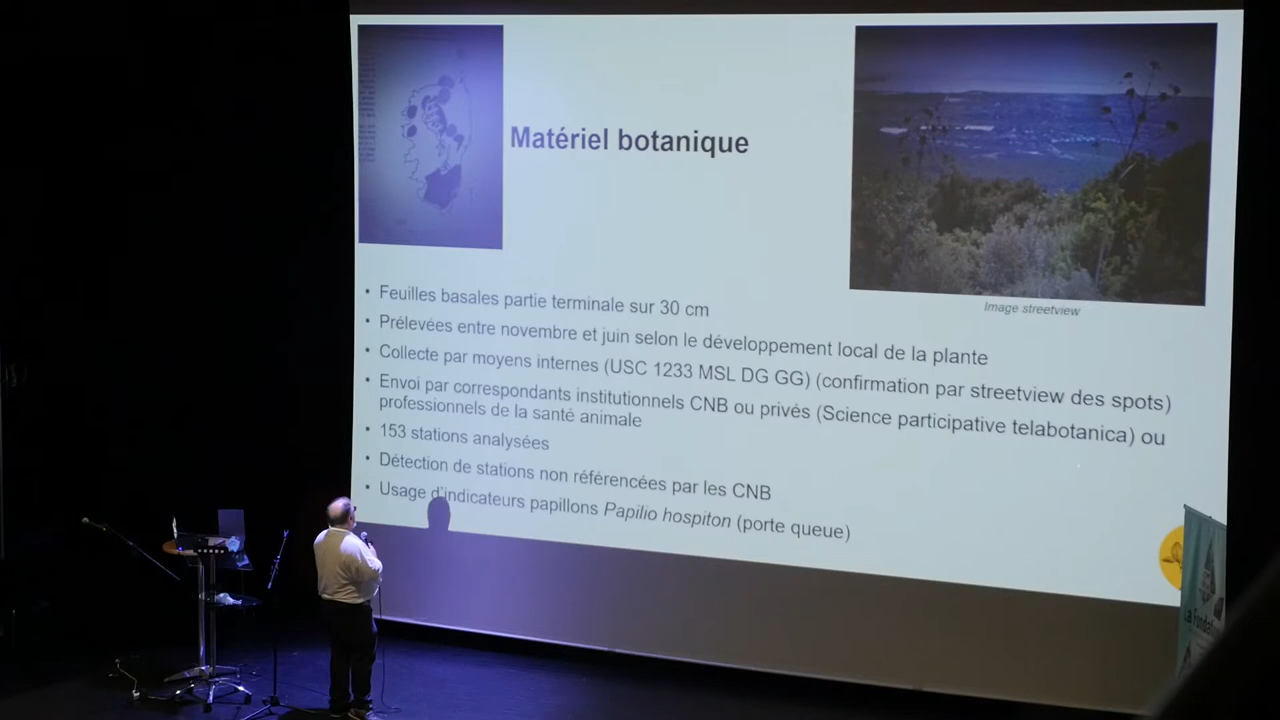 Matériel botanique
Image streetview
• Feuilles basales partie terminale sur 30 cm
• Prélevées entre novembre et juin selon le développement local de la plante
• Collecte par moyens internes (USC 1233 MSL DG GG) (confirmation par streetview des spots)
• Envoi par correspondants institutionnels CNB ou privés (Science participative telabotanica) ou
professionnels de la santé animale
• 153 stations analysées
• Détection de stations non référencées par les CNB
• Usage d'indicateurs papillons Papilio hospiton (porte queue)
La Fondat